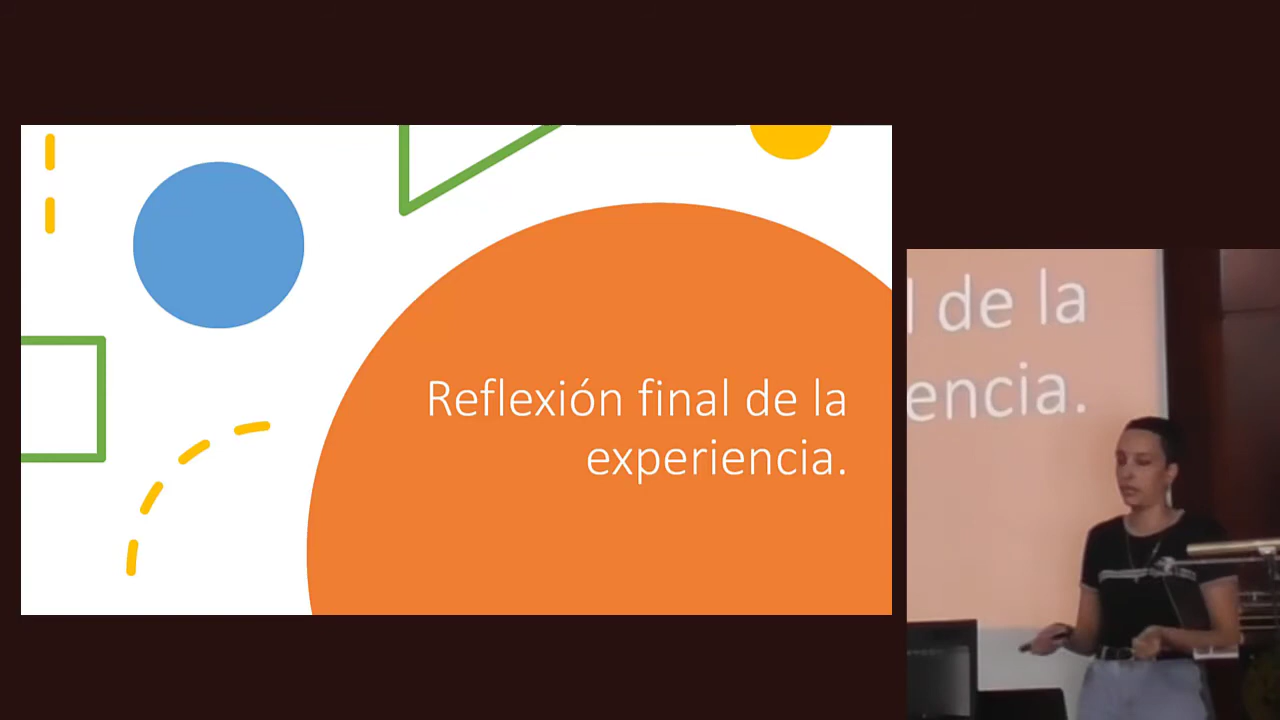 Reflexión final de la
experiencia.
l de la
encia.